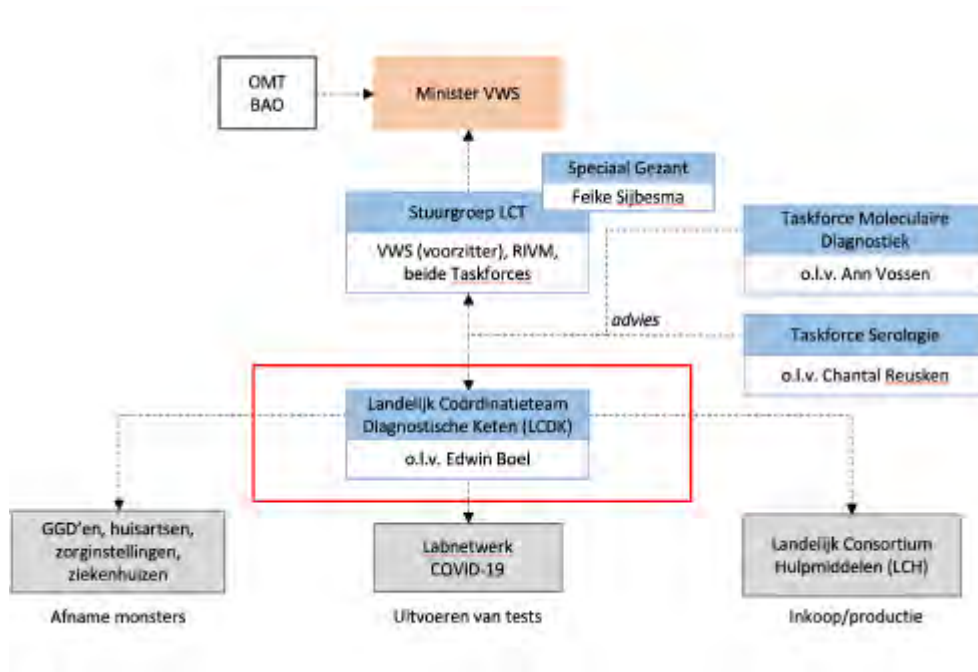 OMT
BAO
Minister VWS
Speciaal Gezant
Feike Sijbesma
Stuurgroep LCT
VWS (voorzitter), RIVM,
beide Taskforces
Taskforce Moleculaire
Diagnostiek
o.l.v. Ann Vossen
advies
Taskforce Serologie
o.l.v. Chantal Reusken
Landelijk Coördinatieteam
Diagnostische Keten (LCDK)
o.l.v. Edwin Boel
GGD'en, huisartsen,
zorginstellingen,
ziekenhuizen
Labnetwerk
COVID-19
Landelijk Consortium
Hulpmiddelen (LCH)
Afname monsters
Uitvoeren van tests
Inkoop/productie